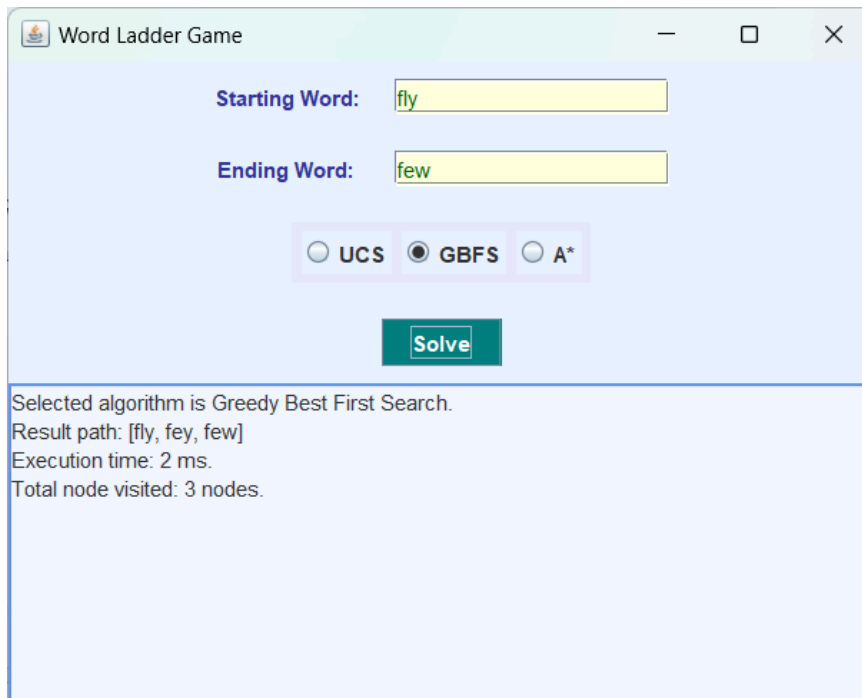 Word Ladder Game
Starting Word: fly
Ending Word: few
UCS GBFS A*
Solve
Selected algorithm is Greedy Best First Search.
Result path: [fly, fey, few]
Execution time: 2 ms.
Total node visited: 3 nodes.